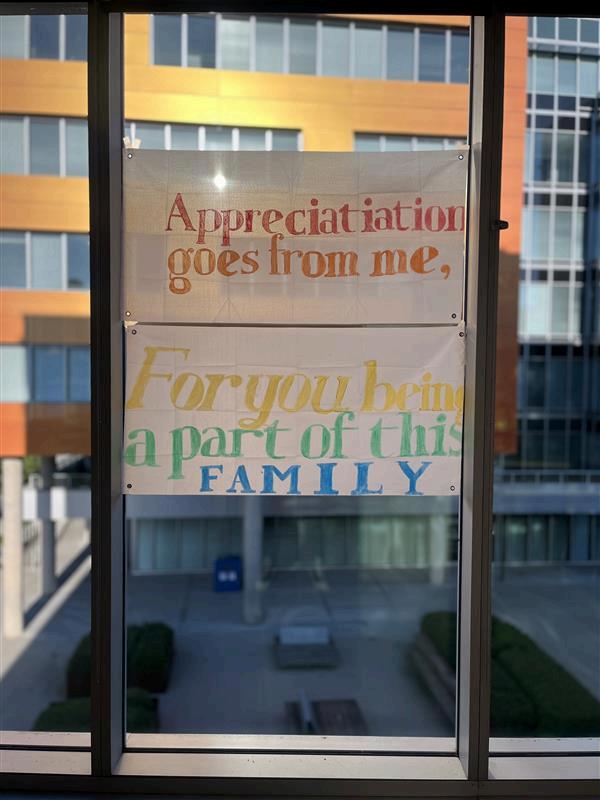 Appreciatiation
goes from me,
For you being
a part of this
FAMILY